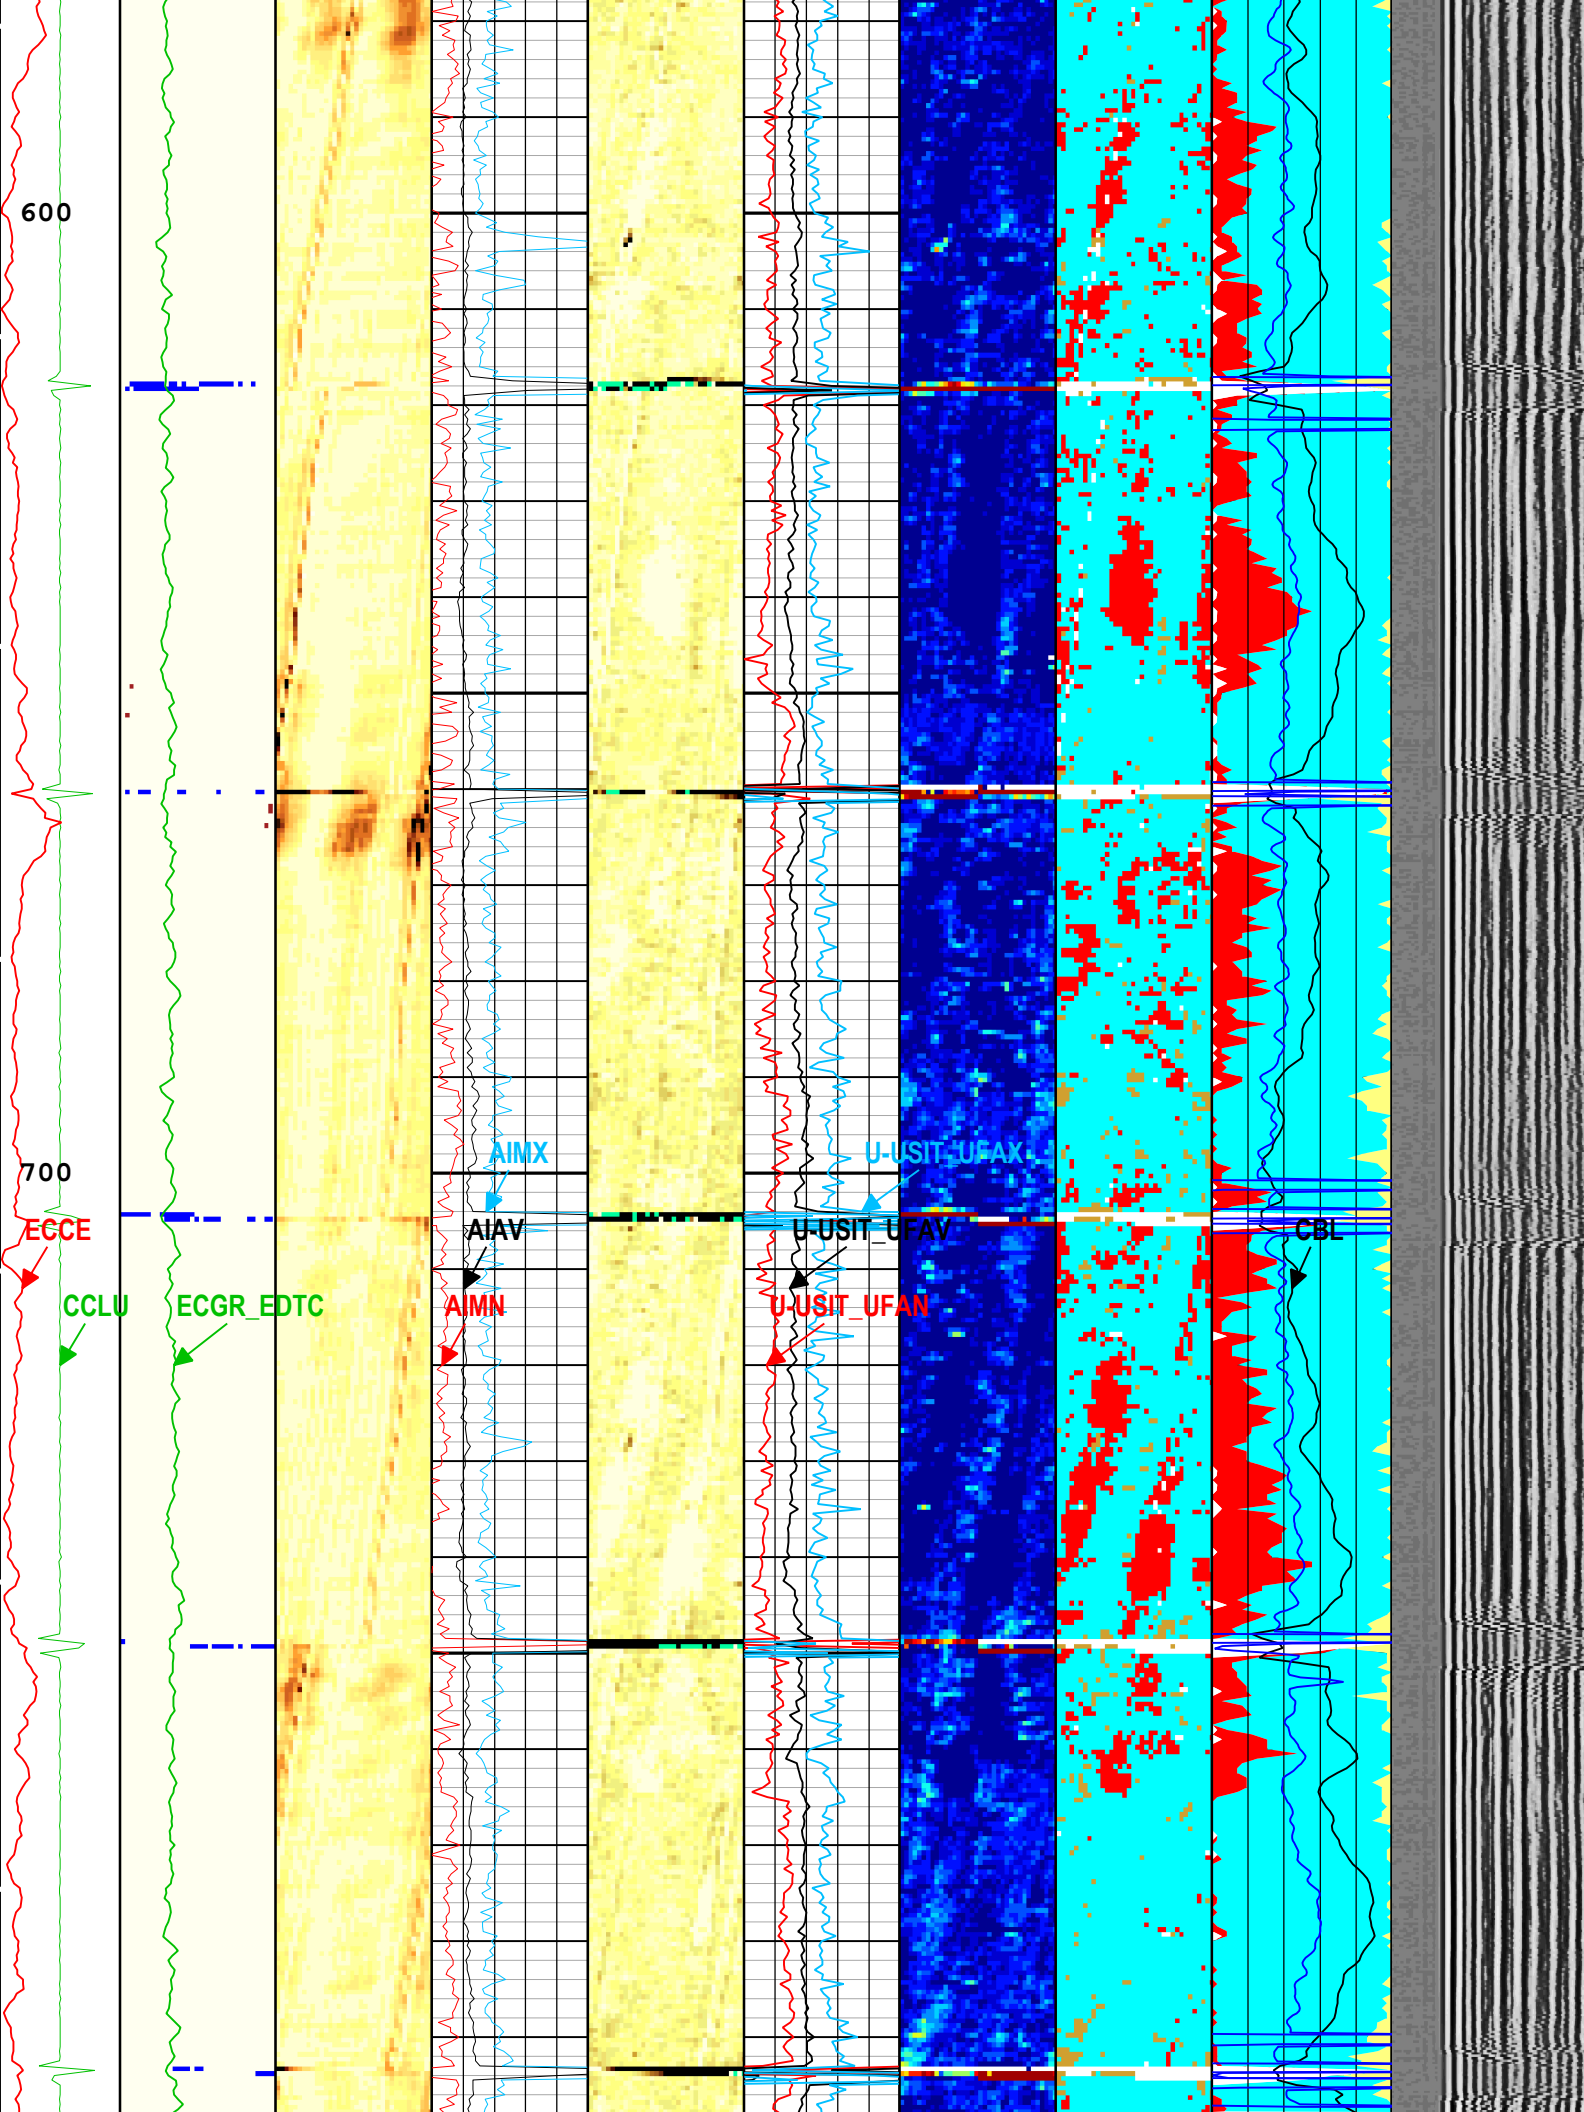 600
700
AIMX
U-USIT_UFAX
ECCE
AIAV
U-USIT_UFAV
CBL
CCLU
ECGR_EDTC
AIMN
U-USIT_UFAN